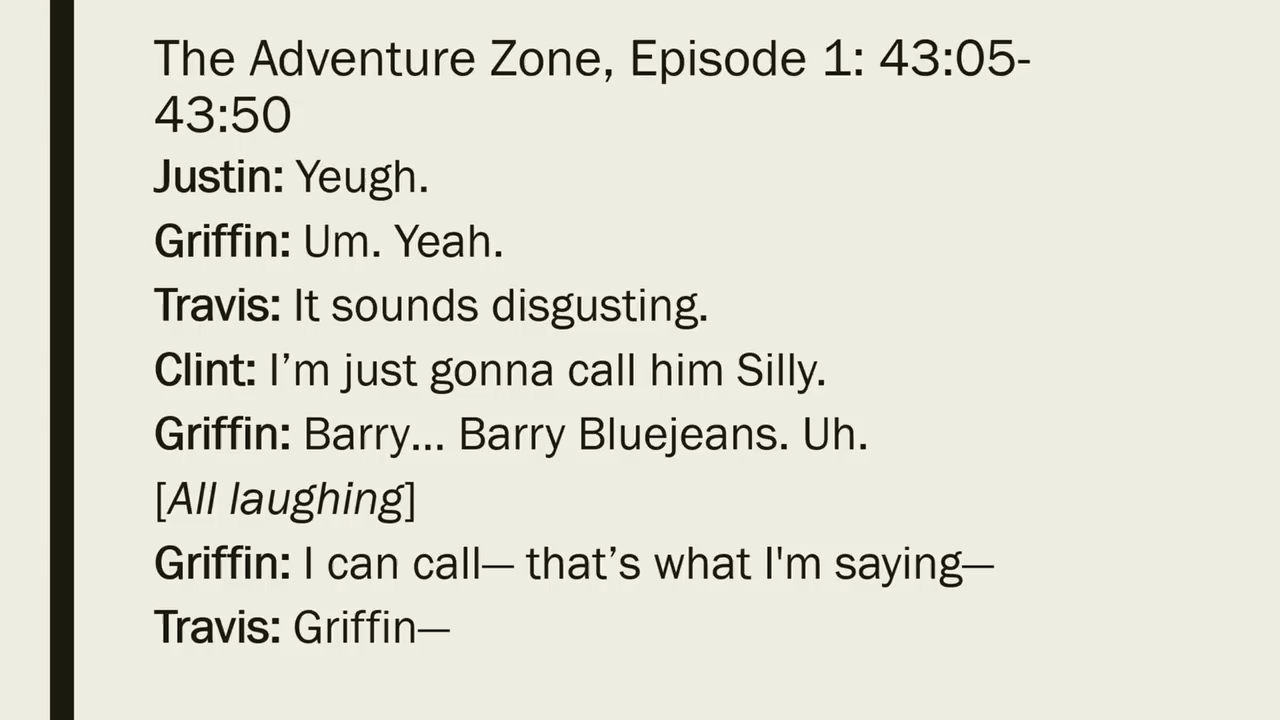 The Adventure Zone, Episode 1: 43:05-
43:50
Justin: Yeugh.
Griffin: Um. Yeah.
Travis: It sounds disgusting.
Clint: I’m just gonna call him Silly.
Griffin: Barry... Barry Bluejeans. Uh.
[All laughing]
Griffin: I can call— that’s what I'm saying—
Travis: Griffin—